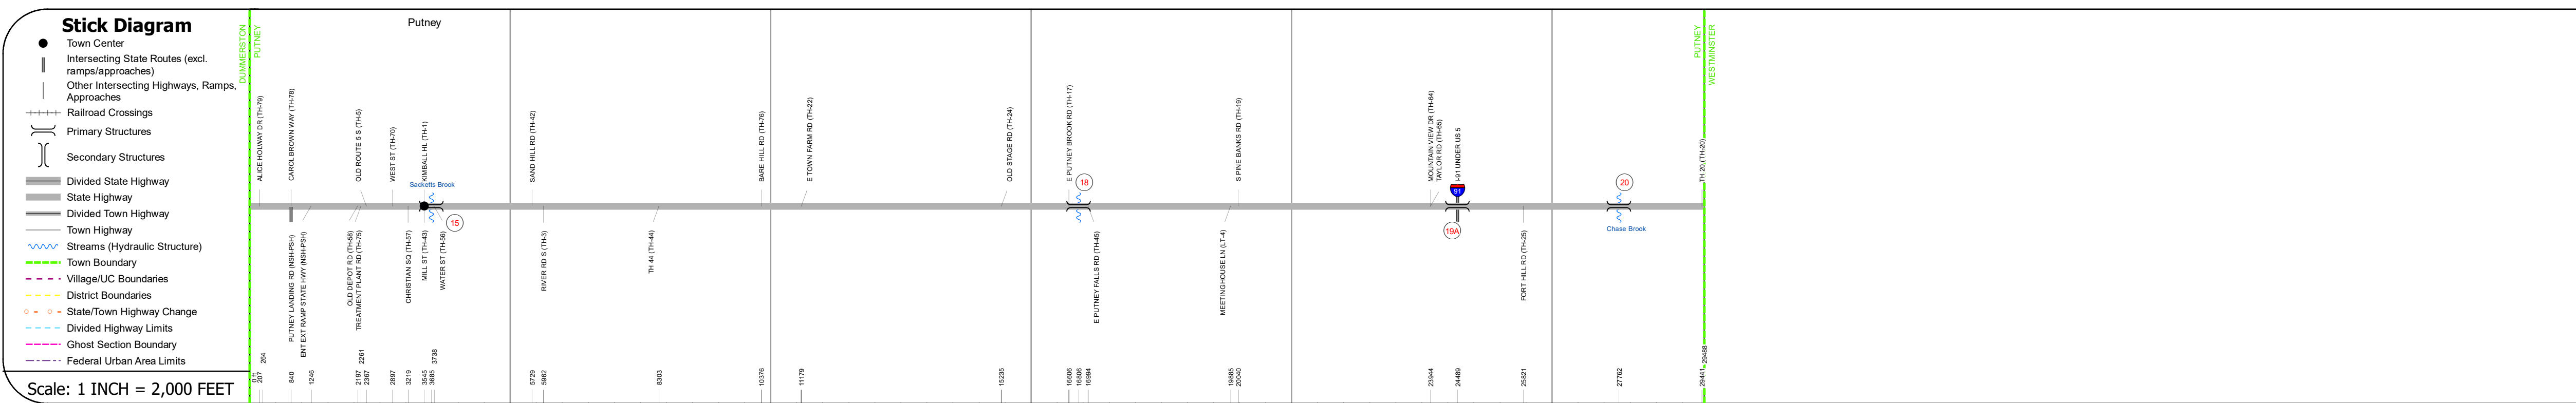 Stick Diagram
Town Center
Intersecting State Routes (excl.
ramps/approaches)
Other Intersecting Highways, Ramps,
Approaches
Railroad Crossings
Primary Structures
Secondary Structures
Divided State Highway
State Highway
Divided Town Highway
Town Highway
Streams (Hydraulic Structure)
Town Boundary
Village/UC Boundaries
District Boundaries
State/Town Highway Change
Divided Highway Limits
Ghost Section Boundary
Federal Urban Area Limits
Scale: 1 INCH = 2,000 FEET
DUMMERSTON
PUTNEY
Putney
PUTNEY
WESTMINSTER
ALICE HOLWAY DR (TH-79)
CAROL BROWN WAY (TH-78)
OLD ROUTE 5 S (TH-5)
WEST ST (TH-70)
KIMBALL HL (TH-1)
SAND HILL RD (TH-42)
BARE HILL RD (TH-76)
E TOWN FARM RD (TH-22)
OLD STAGE RD (TH-24)
E PUTNEY BROOK RD (TH-17)
S PINE BANKS RD (TH-19)
MOUNTAIN VIEW DR (TH-64)
TAYLOR RD (TH-65)
I-91 UNDER US 5
TH 20 (TH-20)
Sacketts Brook
15
18
91
19A
20
Chase Brook
PUTNEY LANDING RD (NSH-PSH)
ENT EXT RAMP STATE HWY (NSH-PSH)
OLD DEPOT RD (TH-58)
TREATMENT PLANT RD (TH-75)
CHRISTIAN SQ (TH-57)
MILL ST (TH-43)
WATER ST (TH-56)
RIVER RD S (TH-3)
TH 44 (TH-44)
E PUTNEY FALLS RD (TH-45)
MEETINGHOUSE LN (LT-4)
FORT HILL RD (TH-25)
0 ft
207
264
840
1246
2197
2261
2367
2897
3219
3545
3685
3738
5729
5962
8303
10376
11179
15235
16606
16806
16994
19885
20040
23944
24489
25821
27762
29441
29488